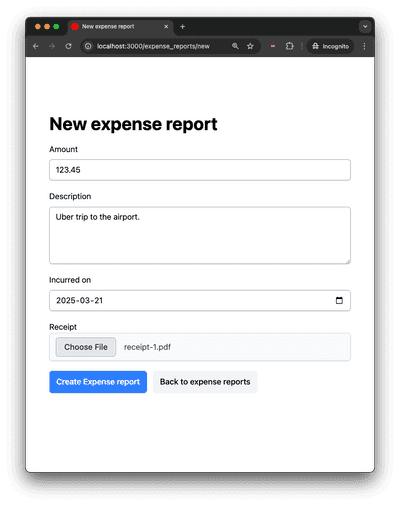 New expense report
localhost:3000/expense_reports/new
Incognito
New expense report
Amount
123.45
Description
Uber trip to the airport.
Incurred on
2025-03-21
Receipt
Choose File receipt-1.pdf
Create Expense report Back to expense reports